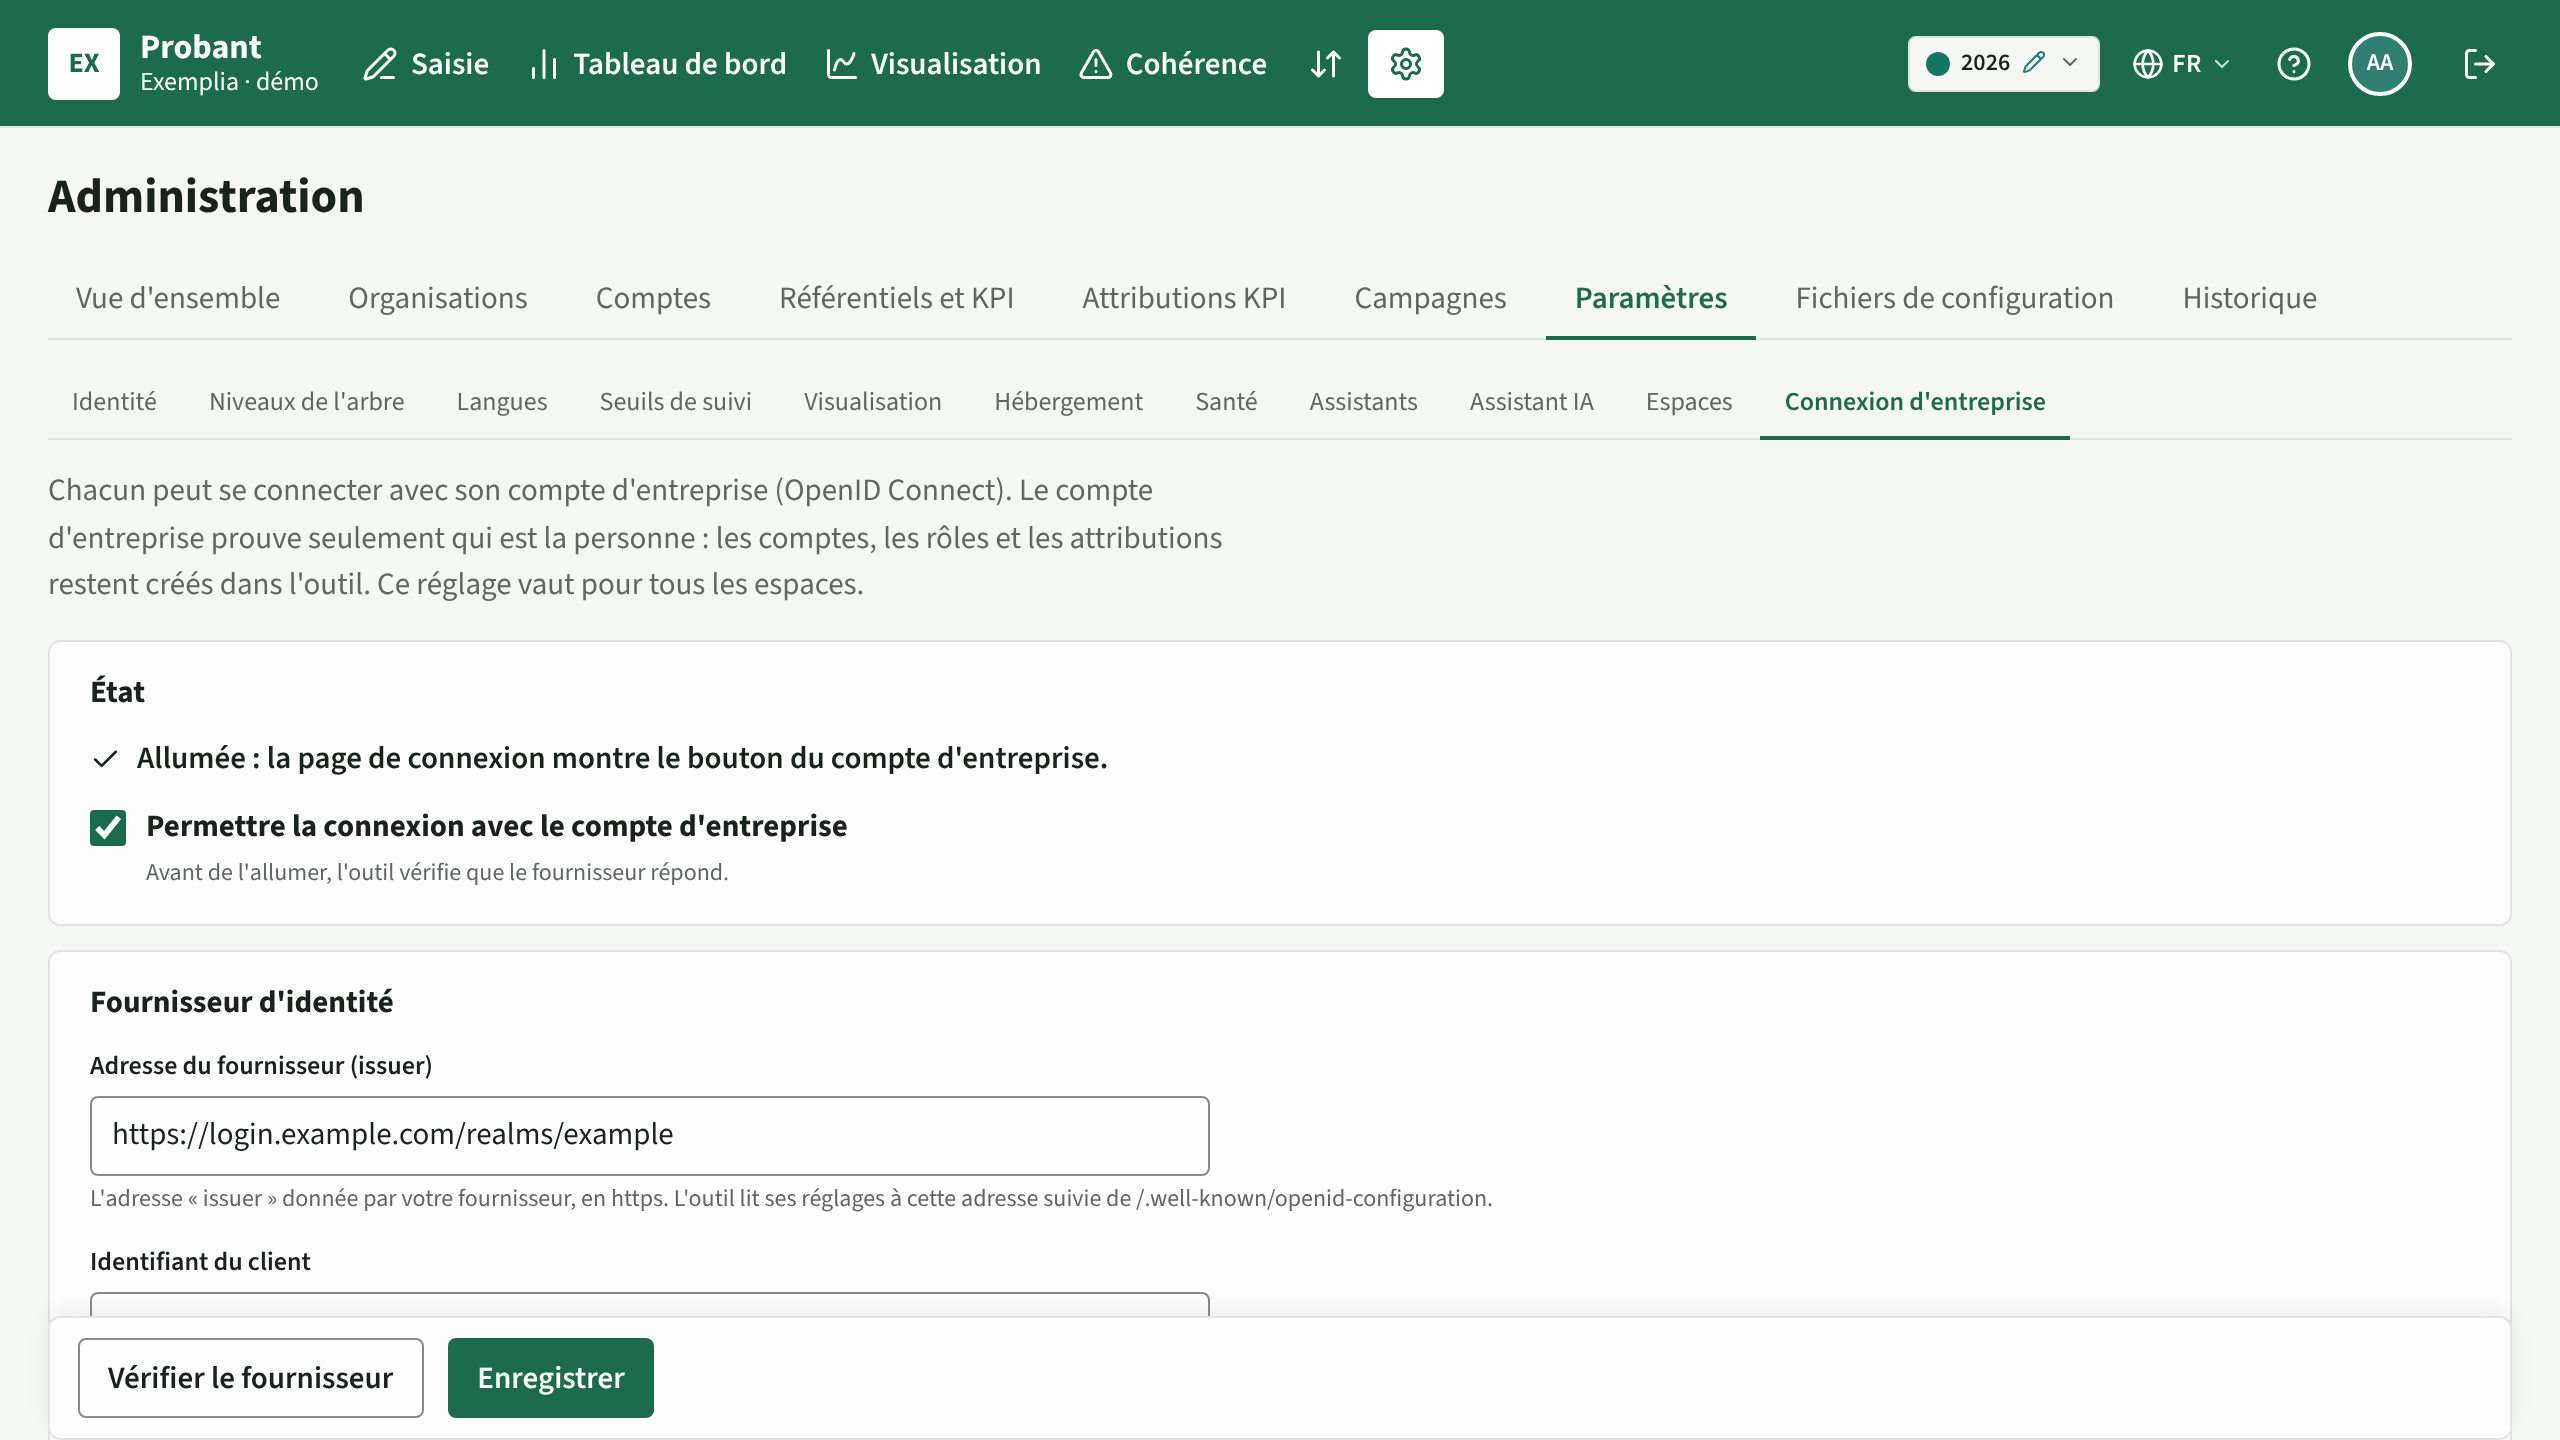 EX
Probant
Exemplia · démo
Saisie
Tableau de bord
Visualisation
Cohérence
2026
FR
AA
Administration
Vue d'ensemble
Organisations
Comptes
Référentiels et KPI
Attributions KPI
Campagnes
Paramètres
Fichiers de configuration
Historique
Identité
Niveaux de l'arbre
Langues
Seuils de suivi
Visualisation
Hébergement
Santé
Assistants
Assistant IA
Espaces
Connexion d'entreprise
Chacun peut se connecter avec son compte d'entreprise (OpenID Connect). Le compte
d'entreprise prouve seulement qui est la personne : les comptes, les rôles et les attributions
restent créés dans l'outil. Ce réglage vaut pour tous les espaces.
État
Allumée : la page de connexion montre le bouton du compte d'entreprise.
Permettre la connexion avec le compte d'entreprise
Avant de l'allumer, l'outil vérifie que le fournisseur répond.
Fournisseur d'identité
Adresse du fournisseur (issuer)
https://login.example.com/realms/example
L'adresse « issuer » donnée par votre fournisseur, en https. L'outil lit ses réglages à cette adresse suivie de /.well-known/openid-configuration.
Identifiant du client
Vérifier le fournisseur
Enregistrer